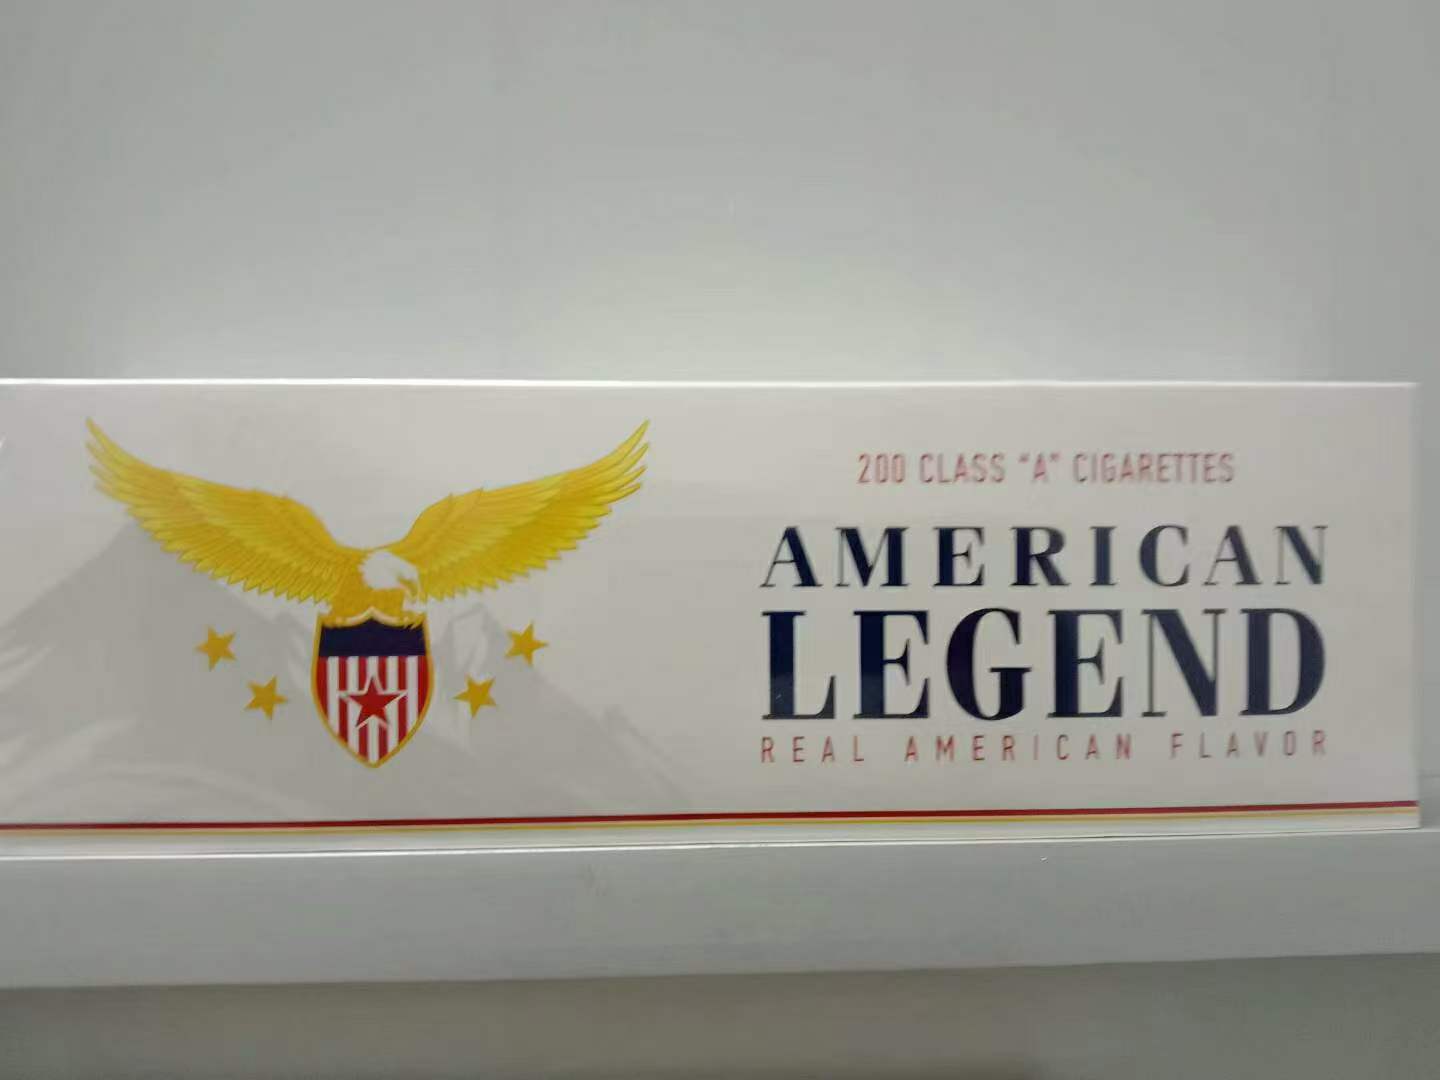 200 CLASS "A" CIGARETTES
AMERICAN
LEGEND
REAL AMERICAN FLAVOR